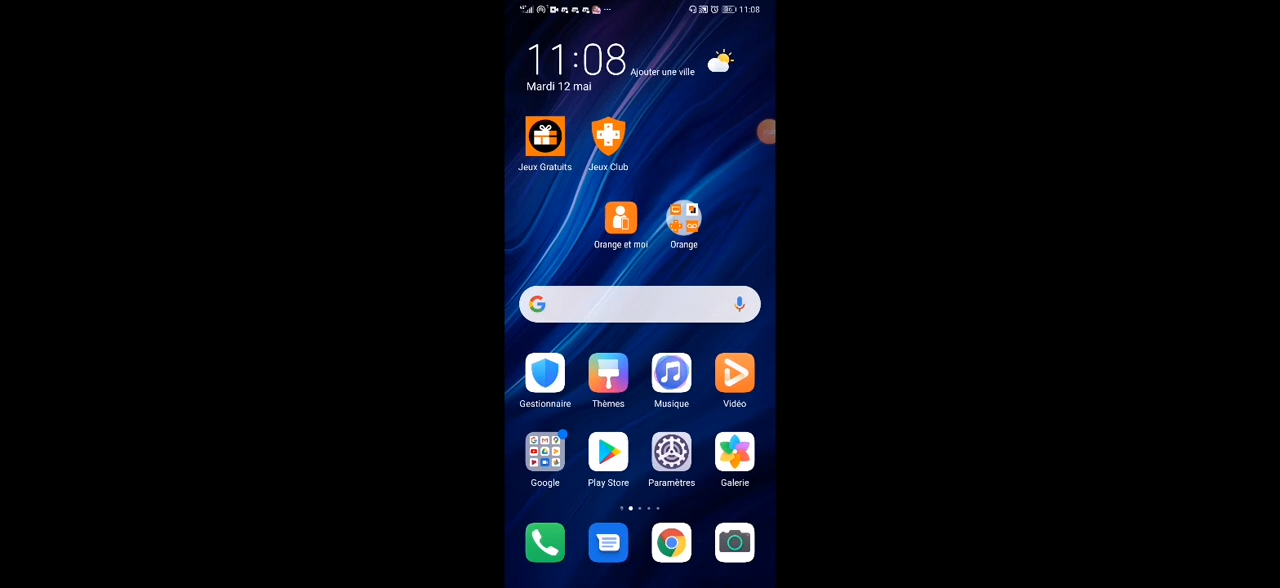 11:08
11:08
Ajouter une ville
Mardi 12 mai
Jeux Gratuits
Jeux Club
Orange et moi
Orange
Gestionnaire
Thèmes
Musique
Vidéo
Google
Play Store
Paramètres
Galerie